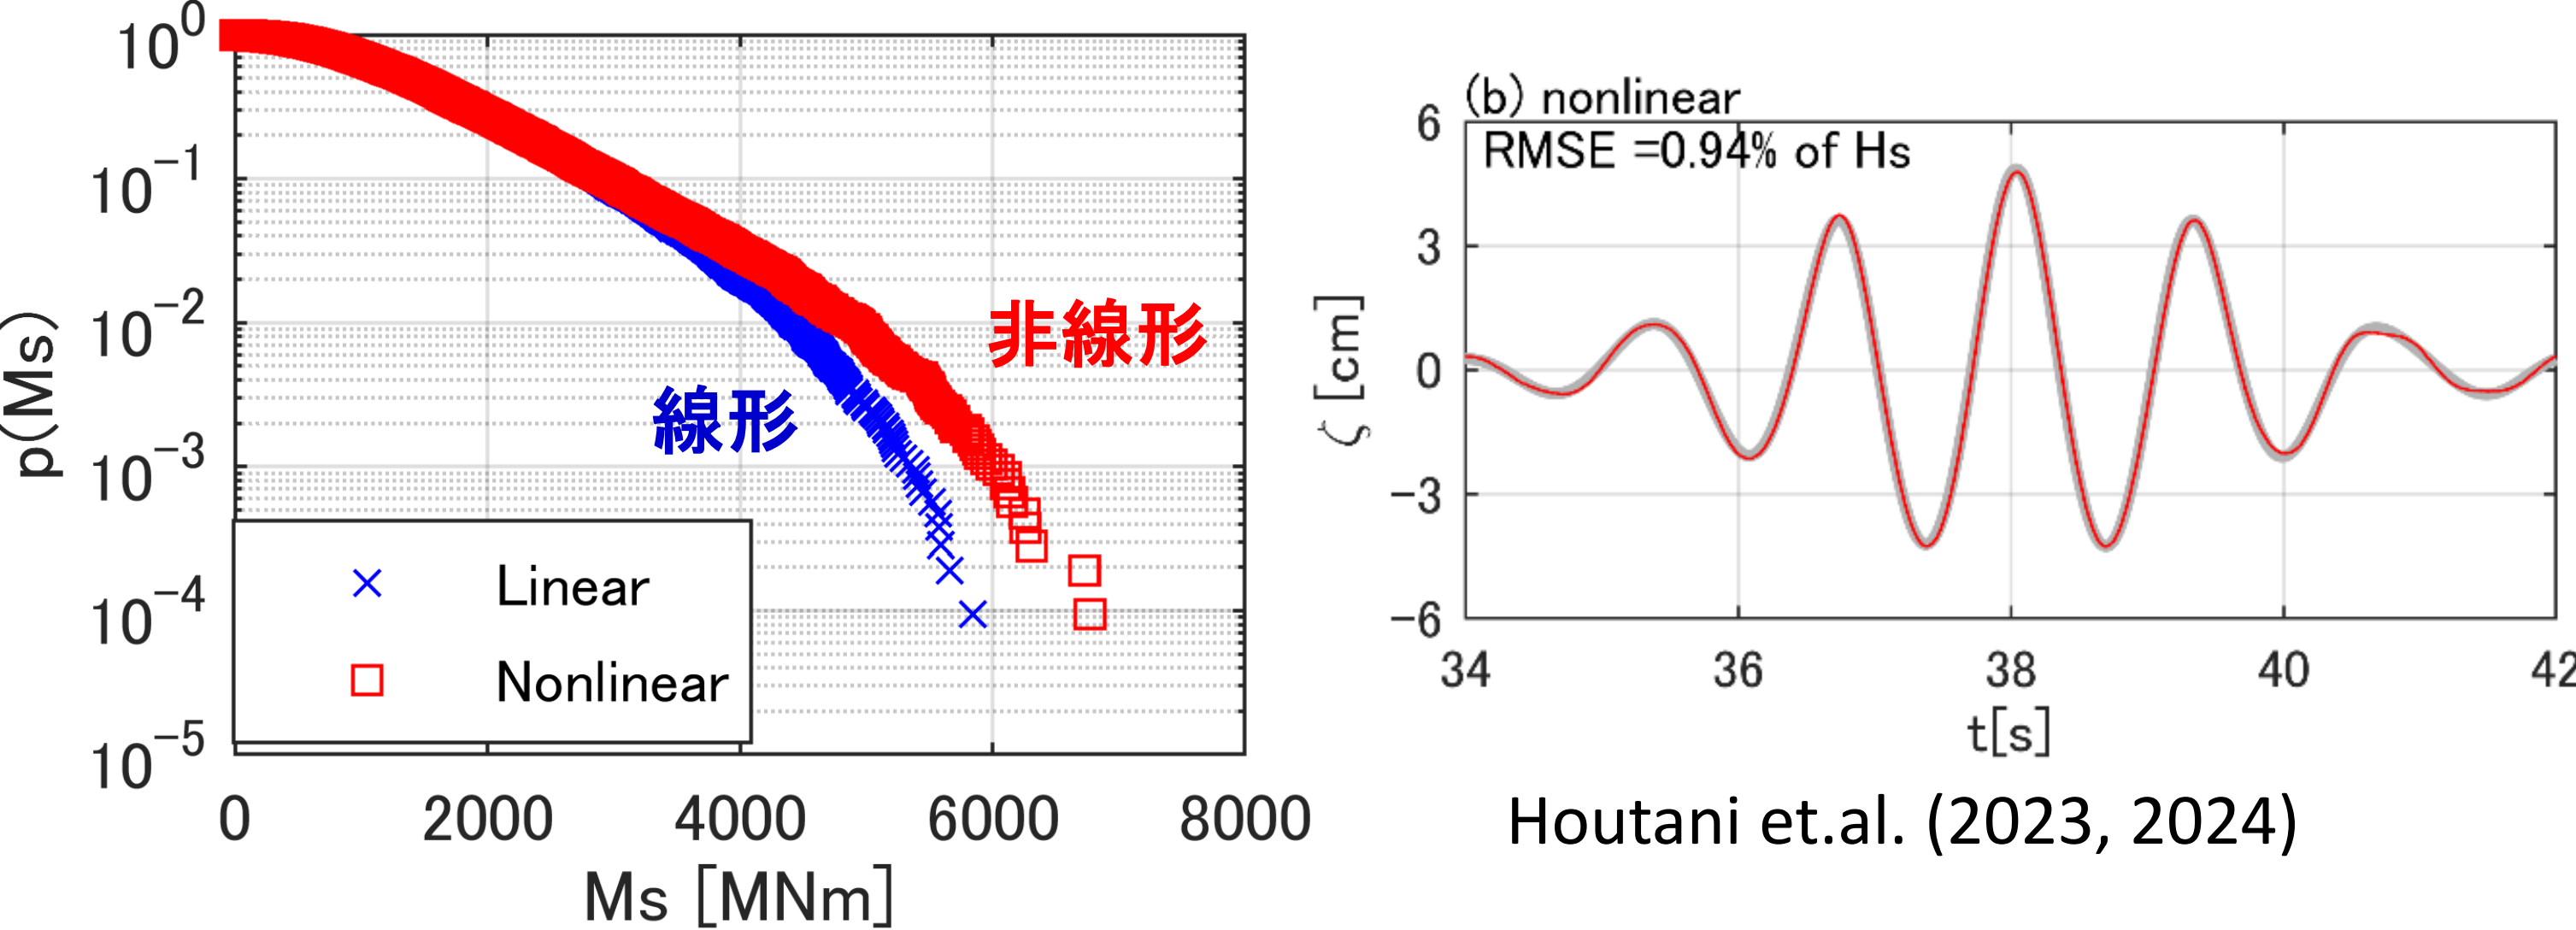 10^0
10^-1
10^-2
10^-3
10^-4
10^-5
p(Ms)
非線形
線形
Linear
Nonlinear
0 2000 4000 6000 8000
Ms [MNm]
(b) nonlinear
RMSE =0.94% of Hs
6
3
0
-3
-6
ζ [cm]
34 36 38 40 42
t[s]
Houtani et.al. (2023, 2024)